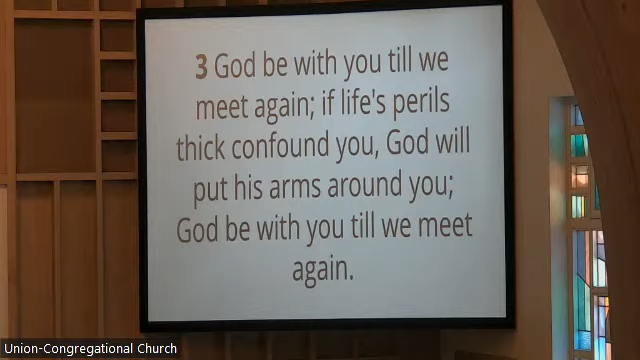 3 God be with you till we
meet again; if life's perils
thick confound you, God will
put his arms around you;
God be with you till we meet
again.
Union-Congregational Church